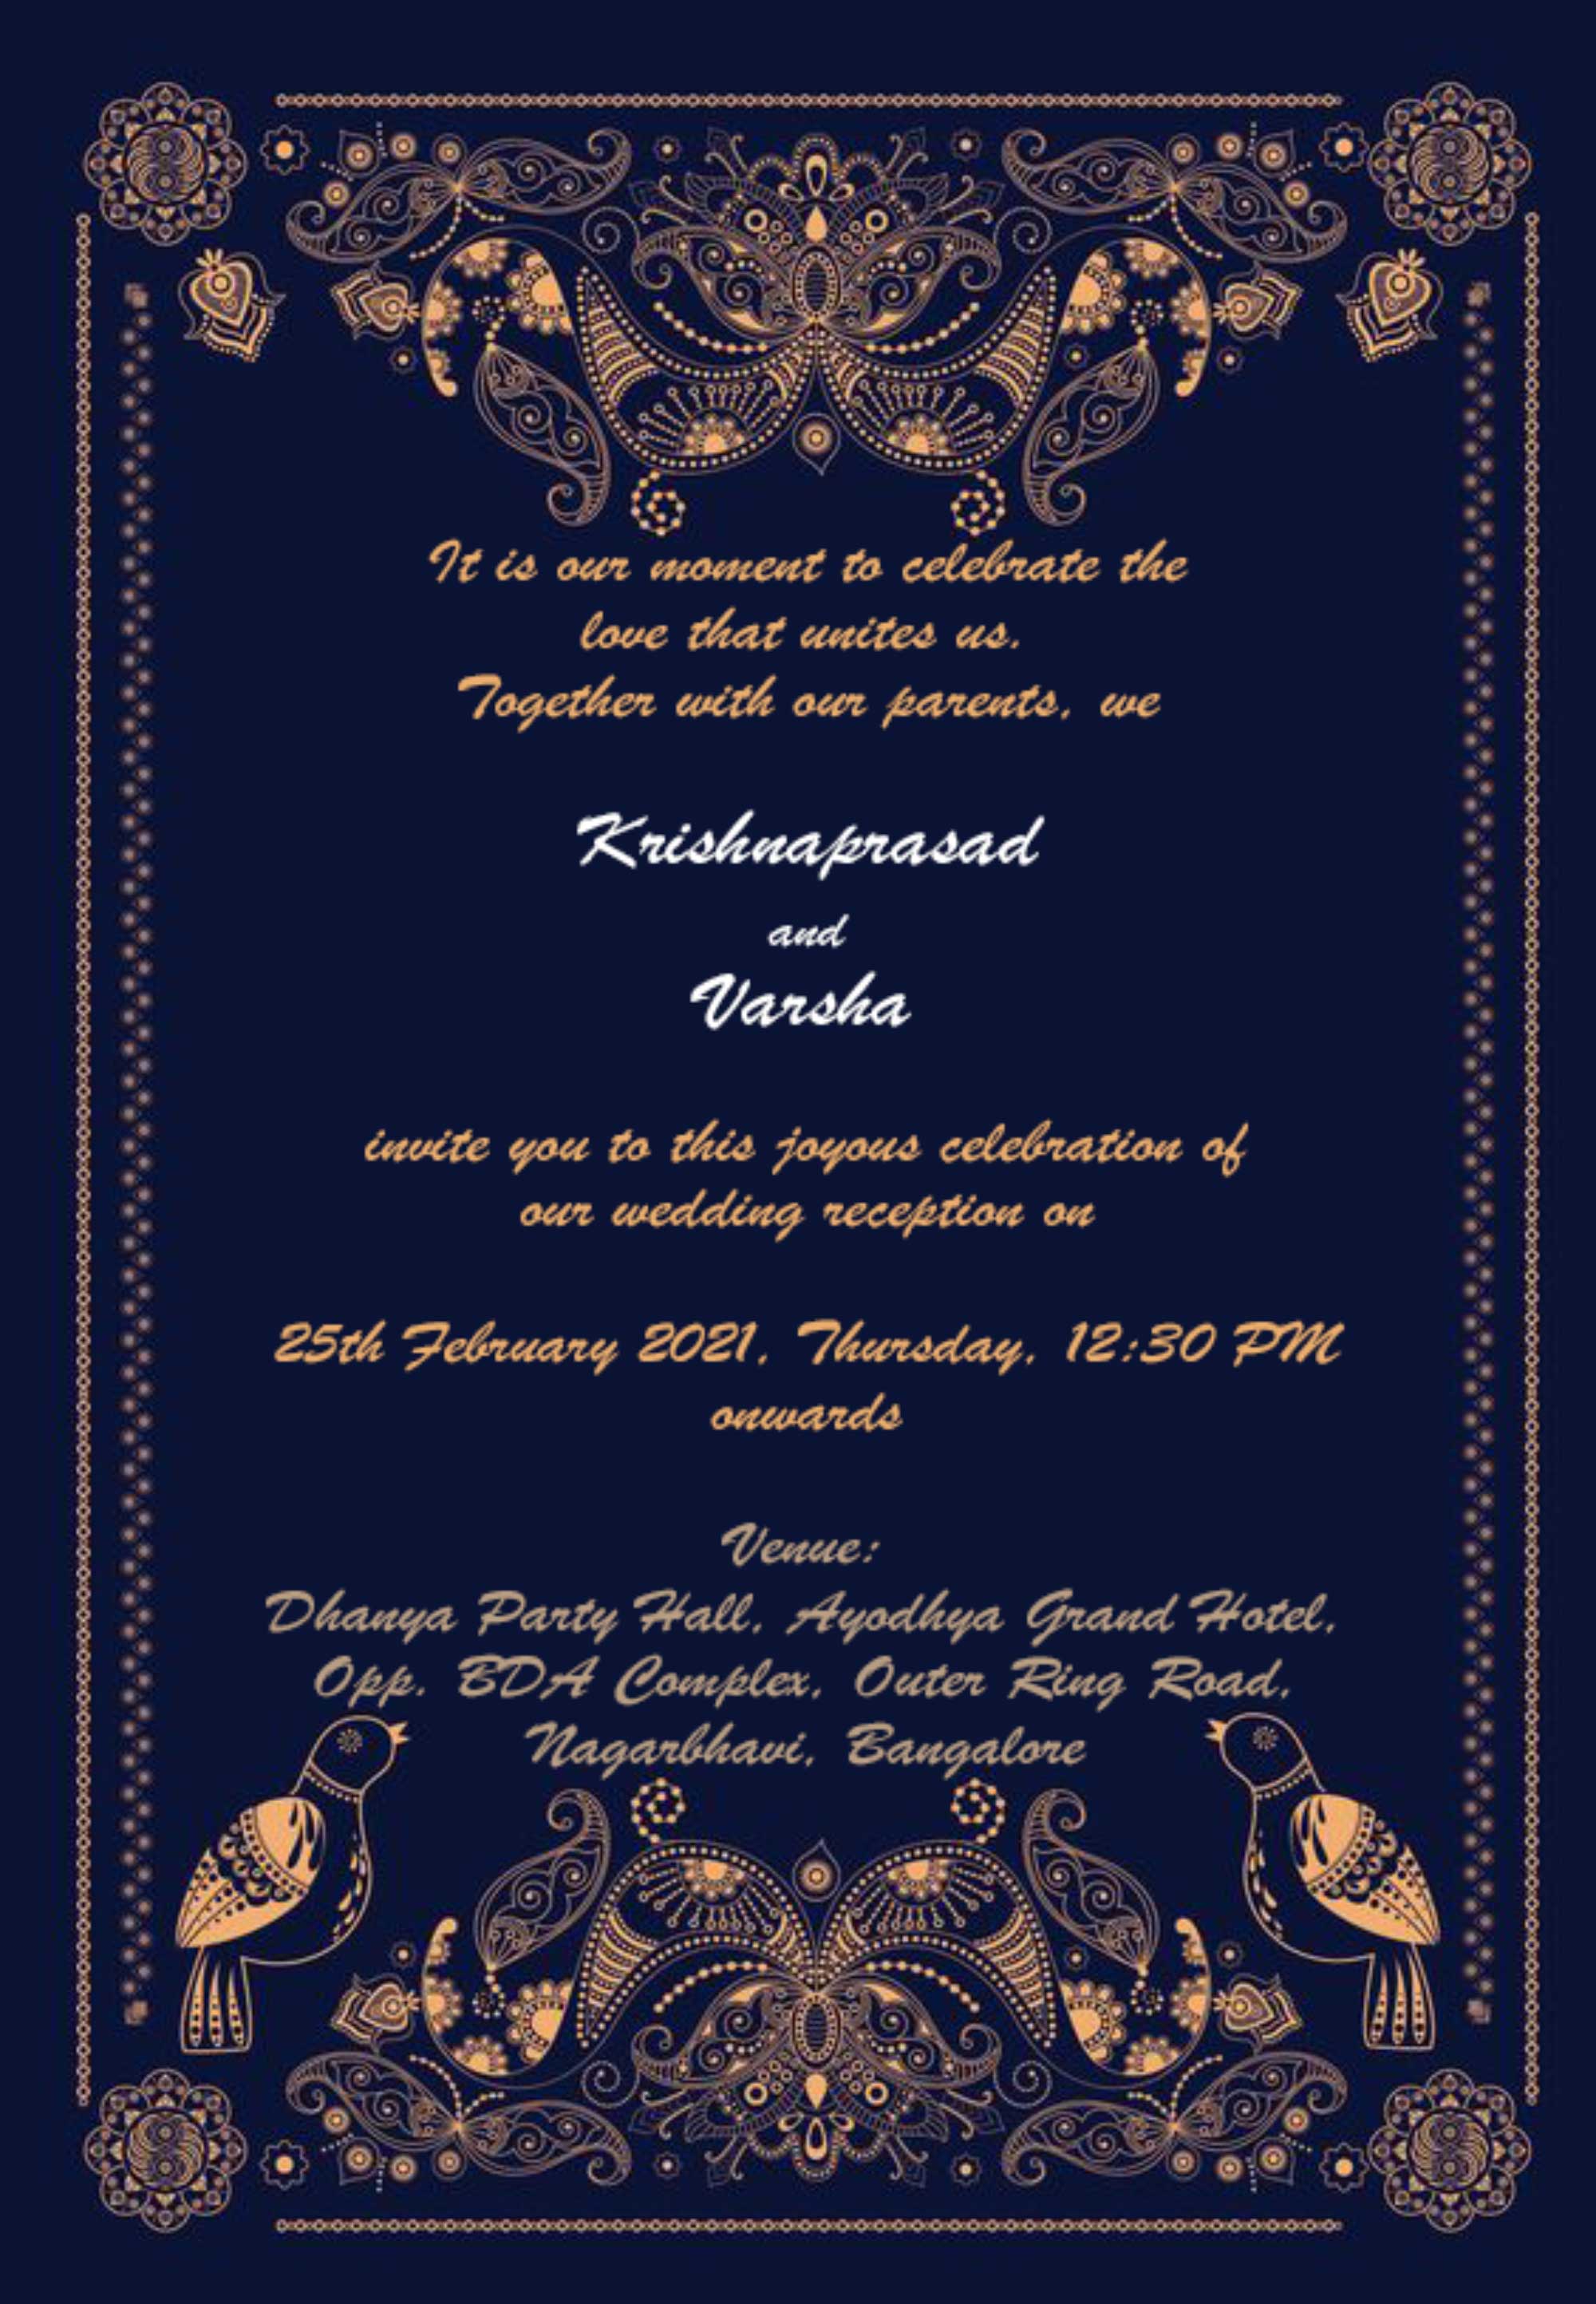 It is our moment to celebrate the
love that unites us.
Together with our parents, we
Krishnaprasad
and
Varsha
invite you to this joyous celebration of
our wedding reception on
25th February 2021, Thursday, 12:30 PM
onwards
Venue:
Dhanya Party Hall, Ayodhya Grand Hotel,
Opp. BDA Complex, Outer Ring Road,
Nagarbhavi, Bangalore